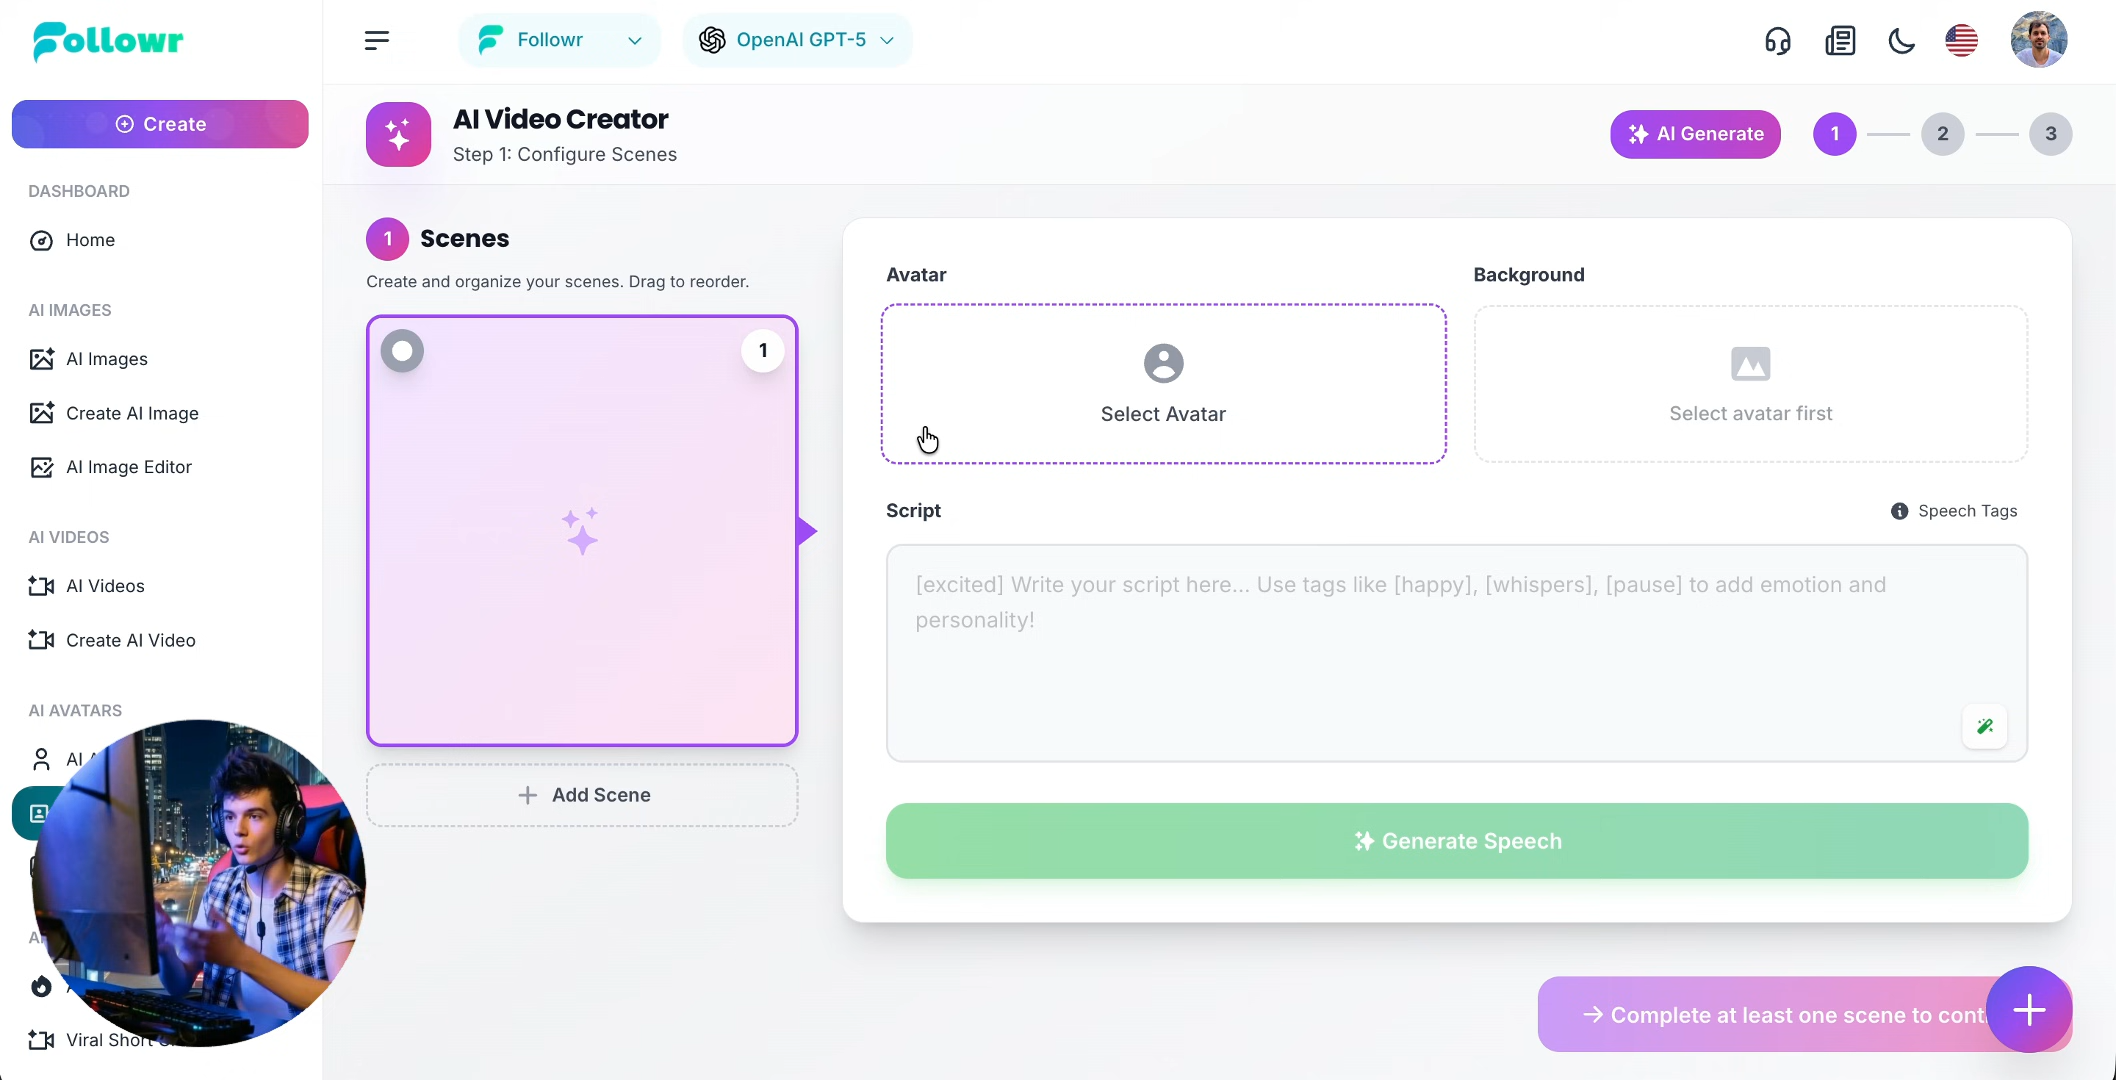 Followr
Create
DASHBOARD
Home
AI IMAGES
AI Images
Create AI Image
AI Image Editor
AI VIDEOS
AI Videos
Create AI Video
AI AVATARS
AI
Viral Short
Followr
OpenAI GPT-5
AI Video Creator
Step 1: Configure Scenes
AI Generate
1
2
3
1 Scenes
Create and organize your scenes. Drag to reorder.
1
Add Scene
Avatar
Select Avatar
Background
Select avatar first
Script
Speech Tags
[excited] Write your script here... Use tags like [happy], [whispers], [pause] to add emotion and
personality!
Generate Speech
→ Complete at least one scene to